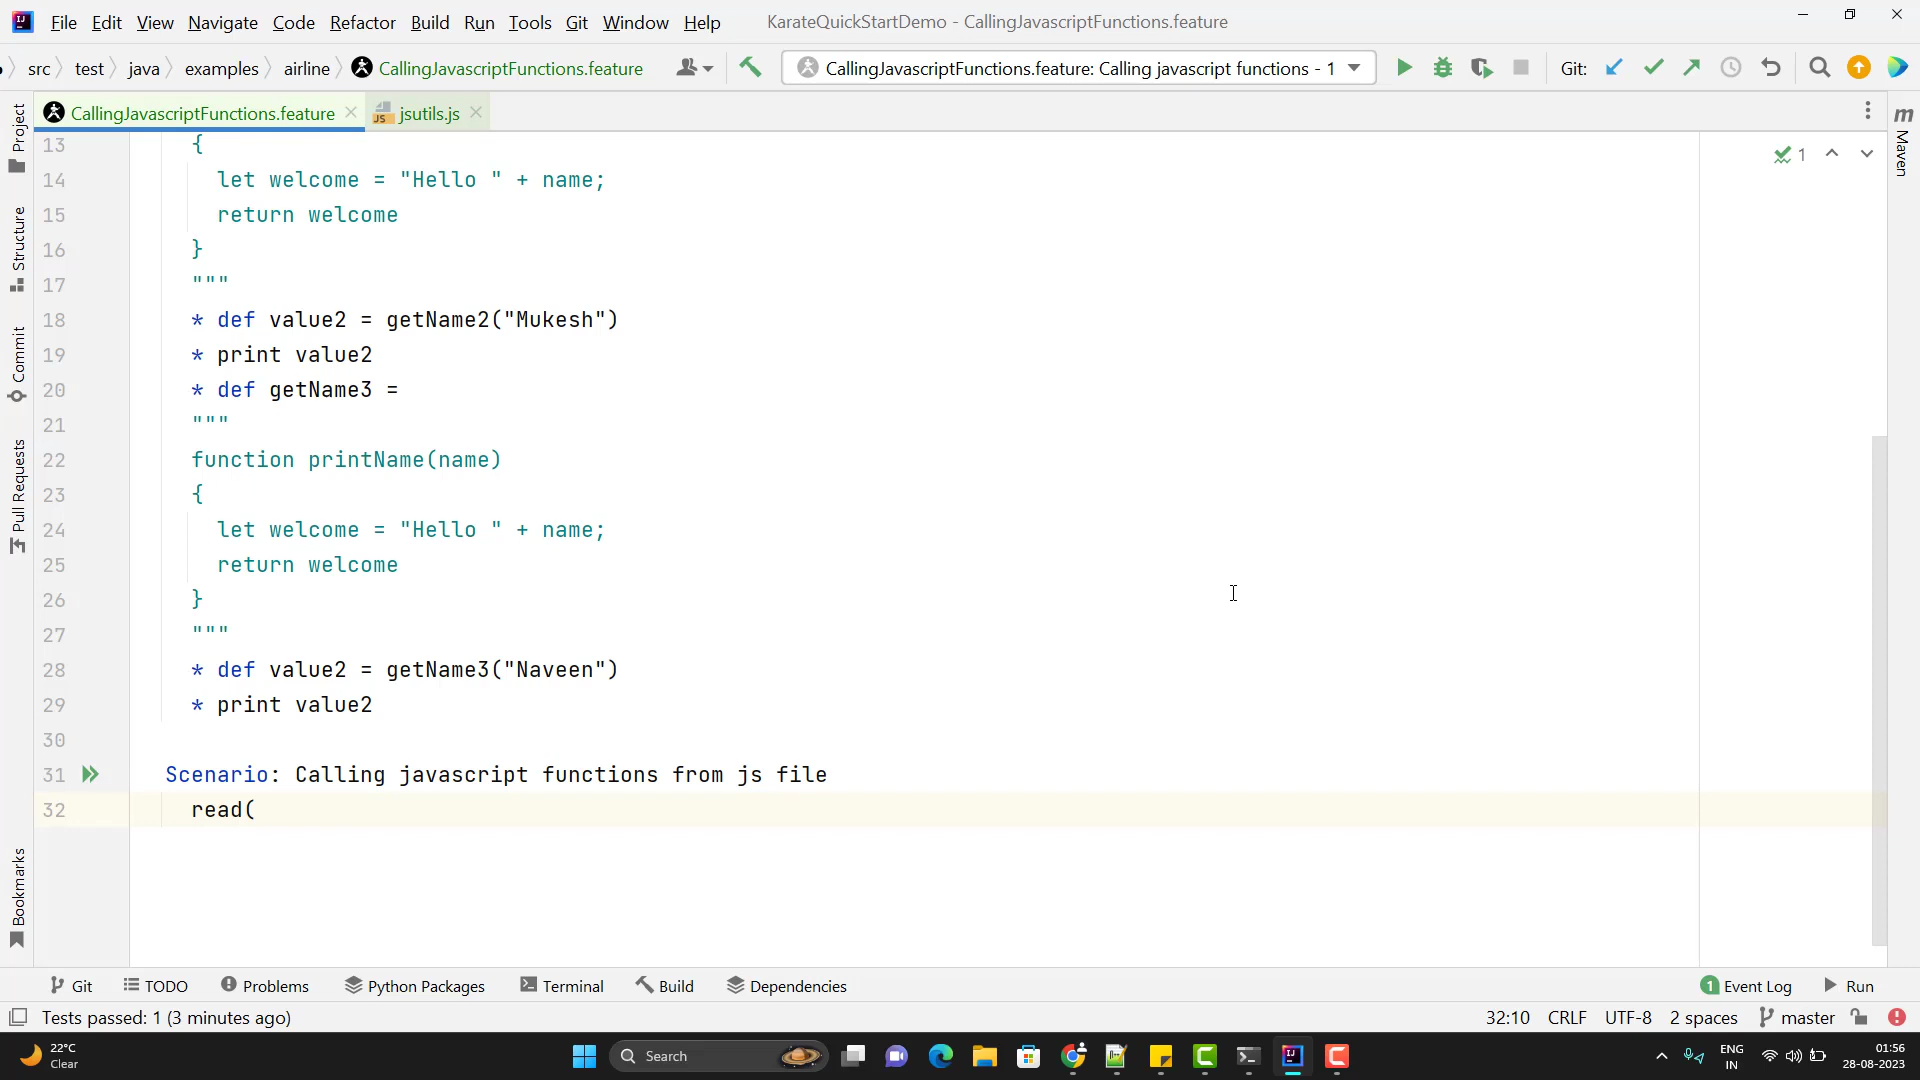 File Edit View Navigate Code Refactor Build Run Tools Git Window Help KarateQuickStartDemo - CallingJavascriptFunctions.feature
src test java examples airline CallingJavascriptFunctions.feature CallingJavascriptFunctions.feature: Calling javascript functions - 1 Git:
CallingJavascriptFunctions.feature jsutils.js
13 {
14 let welcome = "Hello " + name;
15 return welcome
16 }
17 """
18 * def value2 = getName2("Mukesh")
19 * print value2
20 * def getName3 =
21 """
22 function printName(name)
23 {
24 let welcome = "Hello " + name;
25 return welcome
26 }
27 """
28 * def value2 = getName3("Naveen")
29 * print value2
30
31 Scenario: Calling javascript functions from js file
32 read(
1
Project
Structure
Commit
Pull Requests
Bookmarks
Maven
Git TODO Problems Python Packages Terminal Build Dependencies 1 Event Log Run
Tests passed: 1 (3 minutes ago) 32:10 CRLF UTF-8 2 spaces master
22°C
Clear
Search
ENG
IN
01:56
28-08-2023